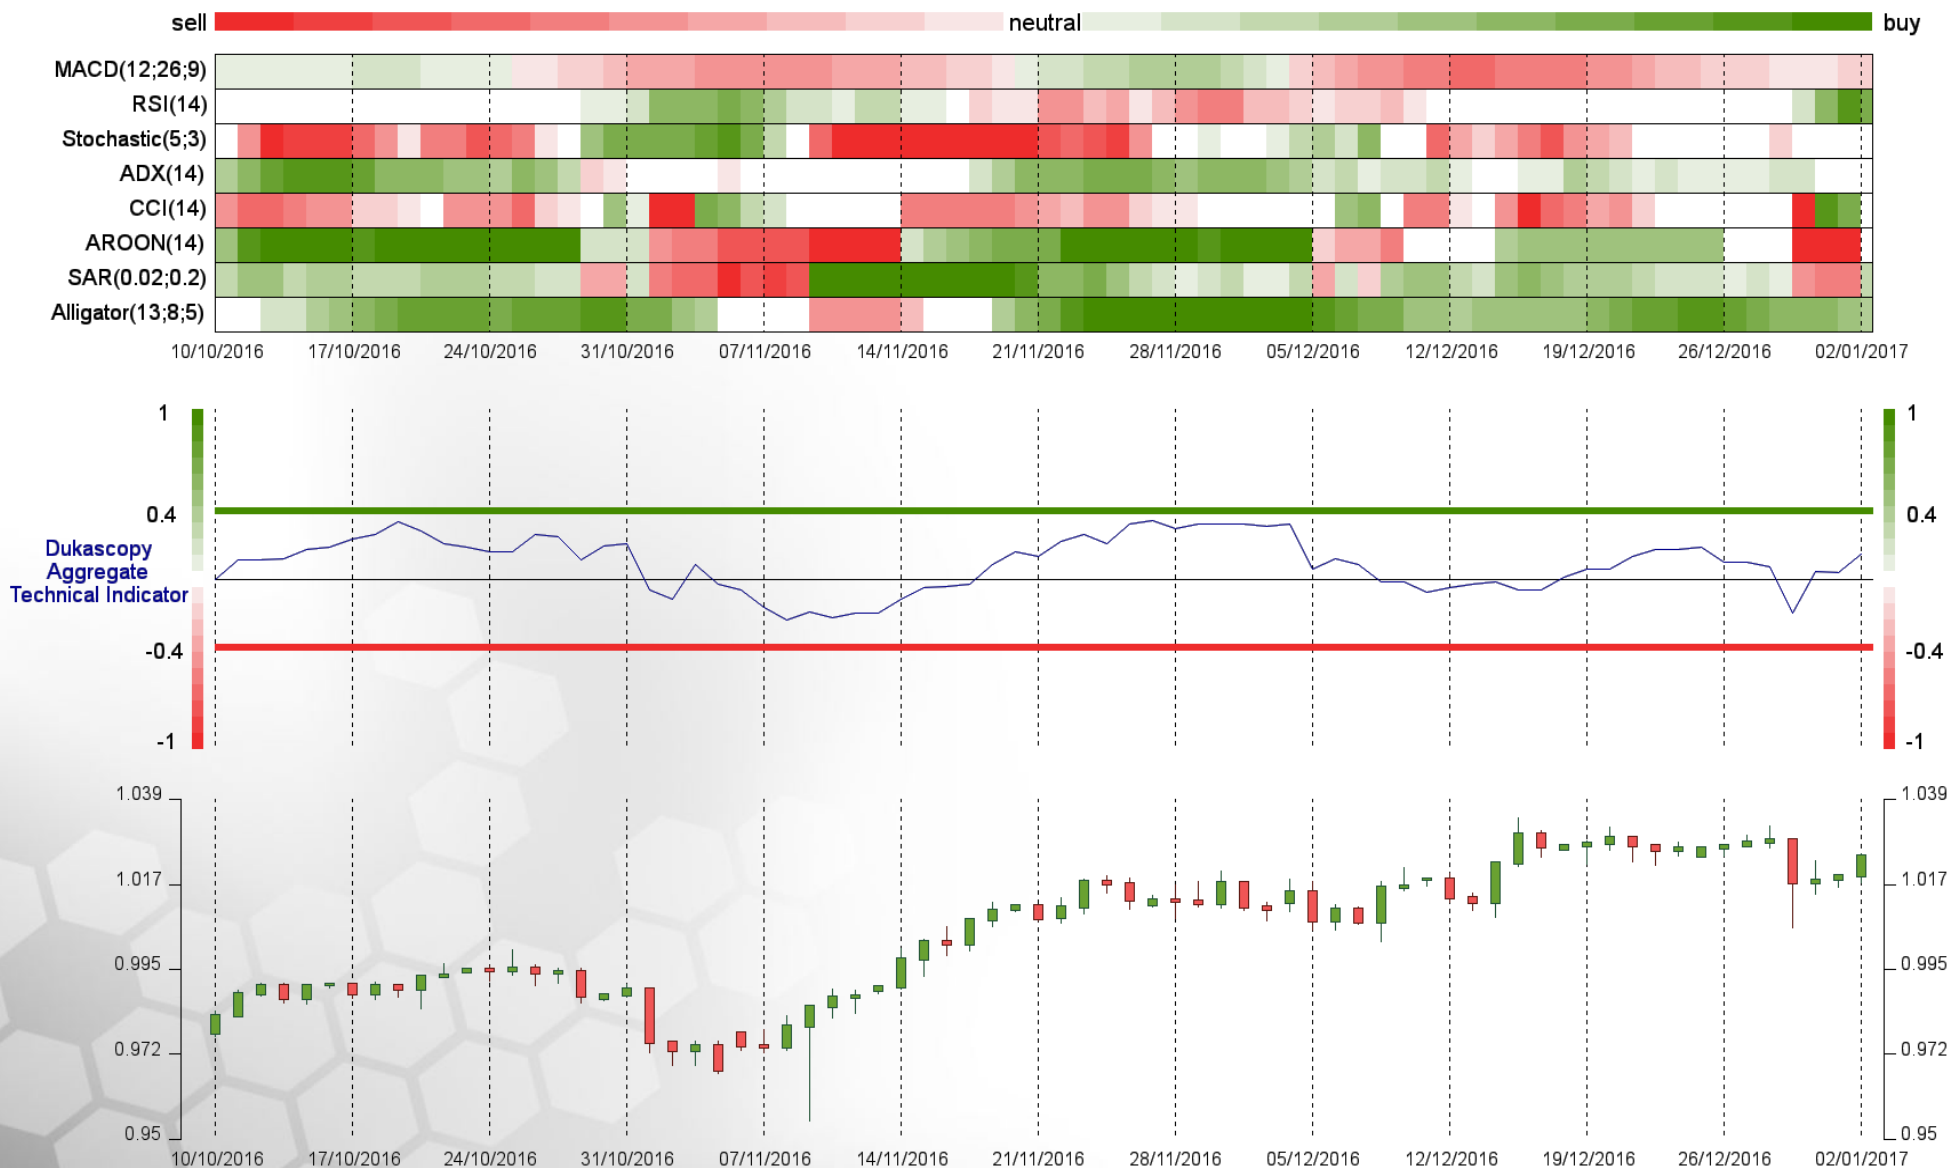 sell neutral buy
MACD(12;26;9)
RSI(14)
Stochastic(5;3)
ADX(14)
CCI(14)
AROON(14)
SAR(0.02;0.2)
Alligator(13;8;5)
10/10/2016 17/10/2016 24/10/2016 31/10/2016 07/11/2016 14/11/2016 21/11/2016 28/11/2016 05/12/2016 12/12/2016 19/12/2016 26/12/2016 02/01/2017
1 1
0.4 0.4
Dukascopy
Aggregate
Technical Indicator
-0.4 -0.4
-1 -1
1.039 1.039
1.017 1.017
0.995 0.995
0.972 0.972
0.95 0.95
10/10/2016 17/10/2016 24/10/2016 31/10/2016 07/11/2016 14/11/2016 21/11/2016 28/11/2016 05/12/2016 12/12/2016 19/12/2016 26/12/2016 02/01/2017